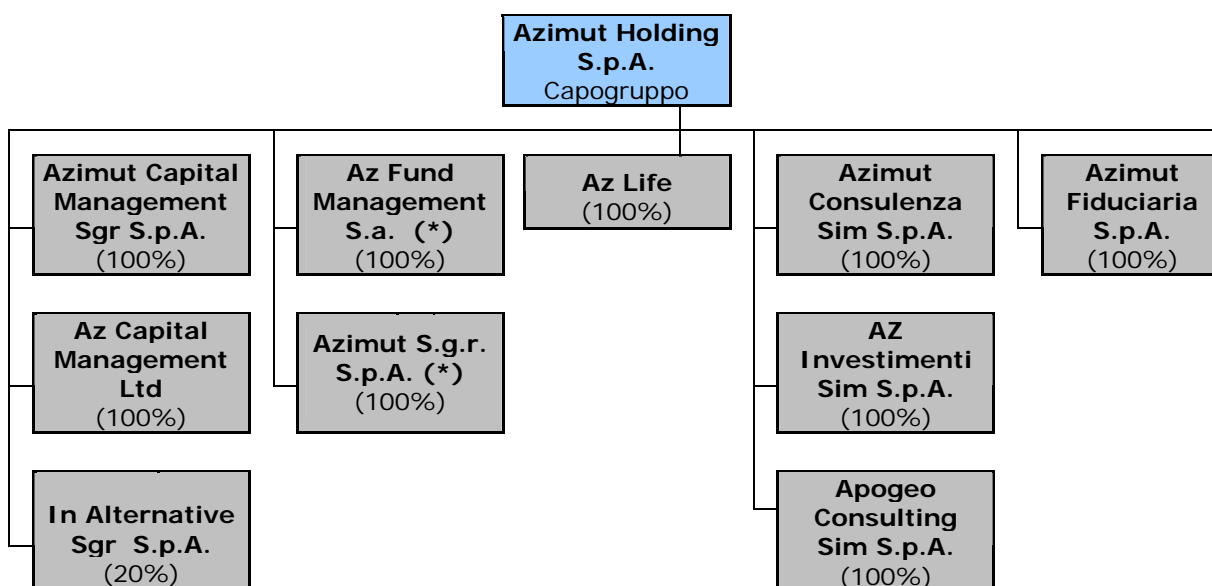 Azimut Holding
S.p.A.
Capogruppo
Azimut Capital
Management
Sgr S.p.A.
(100%)
Az Fund
Management
S.a. (*)
(100%)
Az Life
(100%)
Azimut
Consulenza
Sim S.p.A.
(100%)
Azimut
Fiduciaria
S.p.A.
(100%)
Az Capital
Management
Ltd
(100%)
Azimut S.g.r.
S.p.A. (*)
(100%)
AZ
Investimenti
Sim S.p.A.
(100%)
In Alternative
Sgr S.p.A.
(20%)
Apogeo
Consulting
Sim S.p.A.
(100%)